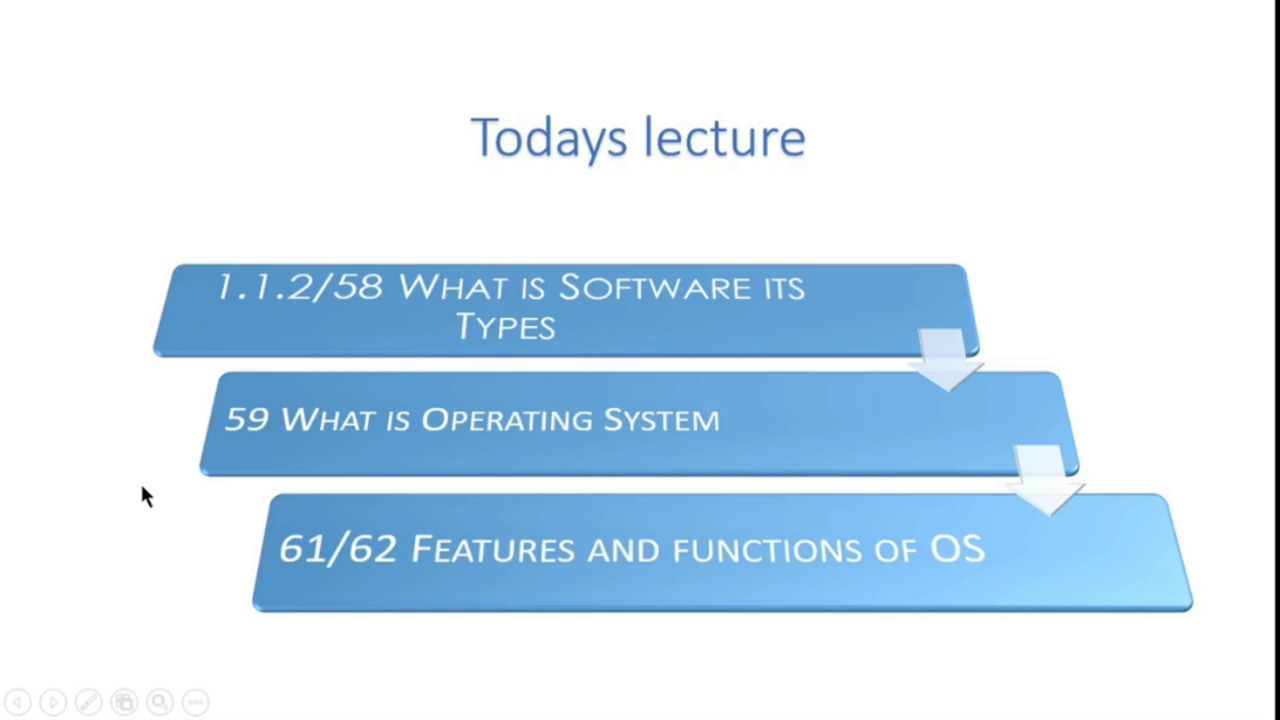 Todays lecture
1.1.2/58 What is Software its
Types
59 What is Operating System
61/62 Features and functions of OS